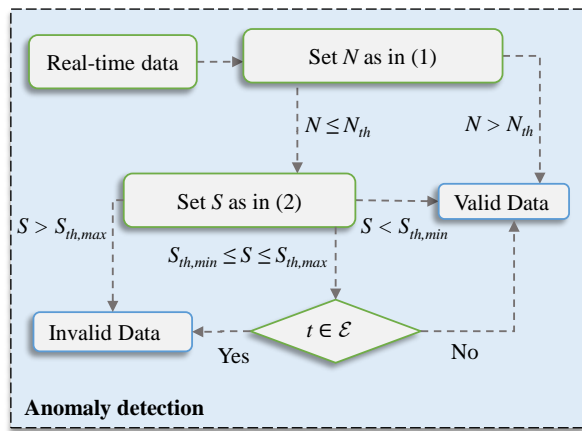 Real-time data
Set N as in (1)
N ≤ N_th
N > N_th
Set S as in (2)
Valid Data
S > S_th,max
S < S_th,min
S_th,min ≤ S ≤ S_th,max
Invalid Data
t ∈ ℰ
Yes
No
Anomaly detection